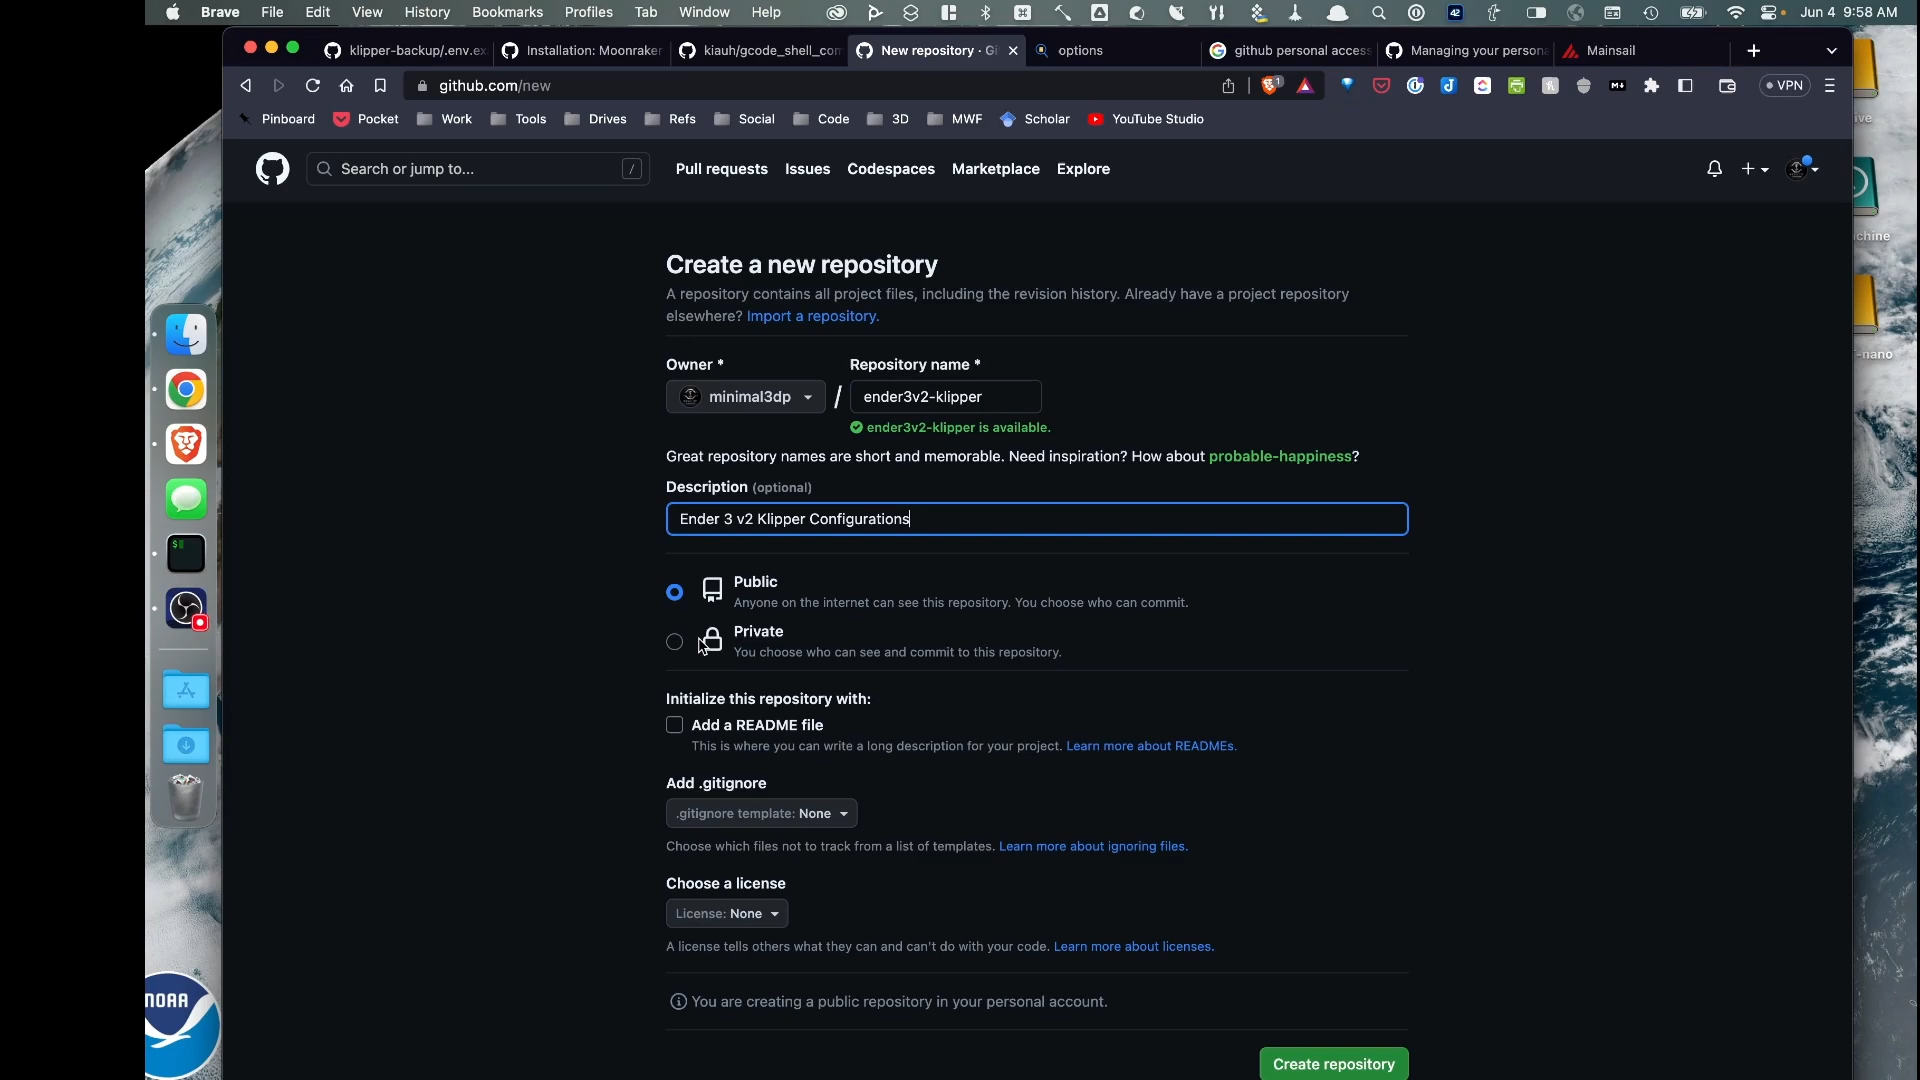 Brave File Edit View History Bookmarks Profiles Tab Window Help 42 Jun 4 9:58 AM
klipper-backup/.env.ex Installation: Moonraker kiauh/gcode_shell_com New repository · Gi options github personal access Managing your persona Mainsail
github.com/new 1 VPN
Pinboard Pocket Work Tools Drives Refs Social Code 3D MWF Scholar YouTube Studio
Search or jump to... / Pull requests Issues Codespaces Marketplace Explore
Create a new repository
A repository contains all project files, including the revision history. Already have a project repository
elsewhere? Import a repository.
Owner * Repository name *
minimal3dp / ender3v2-klipper
ender3v2-klipper is available.
Great repository names are short and memorable. Need inspiration? How about probable-happiness?
Description (optional)
Ender 3 v2 Klipper Configurations
Public
Anyone on the internet can see this repository. You choose who can commit.
Private
You choose who can see and commit to this repository.
Initialize this repository with:
Add a README file
This is where you can write a long description for your project. Learn more about READMEs.
Add .gitignore
.gitignore template: None
Choose which files not to track from a list of templates. Learn more about ignoring files.
Choose a license
License: None
A license tells others what they can and can't do with your code. Learn more about licenses.
You are creating a public repository in your personal account.
Create repository
ive
chine
-nano
NOAA